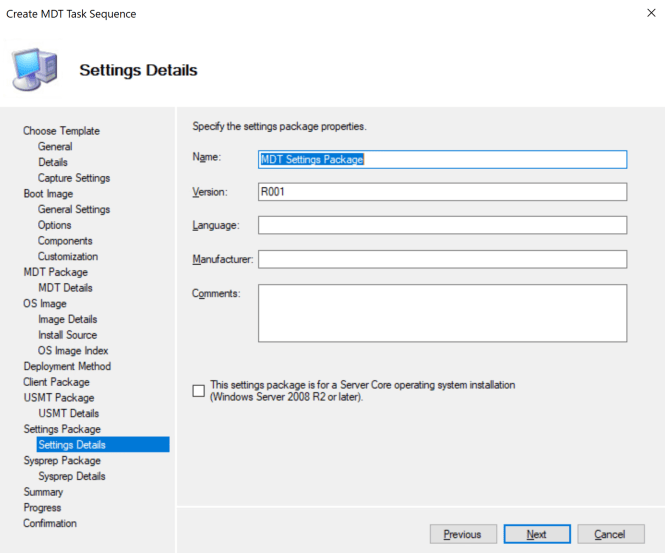 Create MDT Task Sequence
Settings Details
Choose Template
General
Details
Capture Settings
Boot Image
General Settings
Options
Components
Customization
MDT Package
MDT Details
OS Image
Image Details
Install Source
OS Image Index
Deployment Method
Client Package
USMT Package
USMT Details
Settings Package
Settings Details
Sysprep Package
Sysprep Details
Summary
Progress
Confirmation
Specify the settings package properties.
Name: MDT Settings Package
Version: R001
Language:
Manufacturer:
Comments:
This settings package is for a Server Core operating system installation
(Windows Server 2008 R2 or later).
Previous Next Cancel